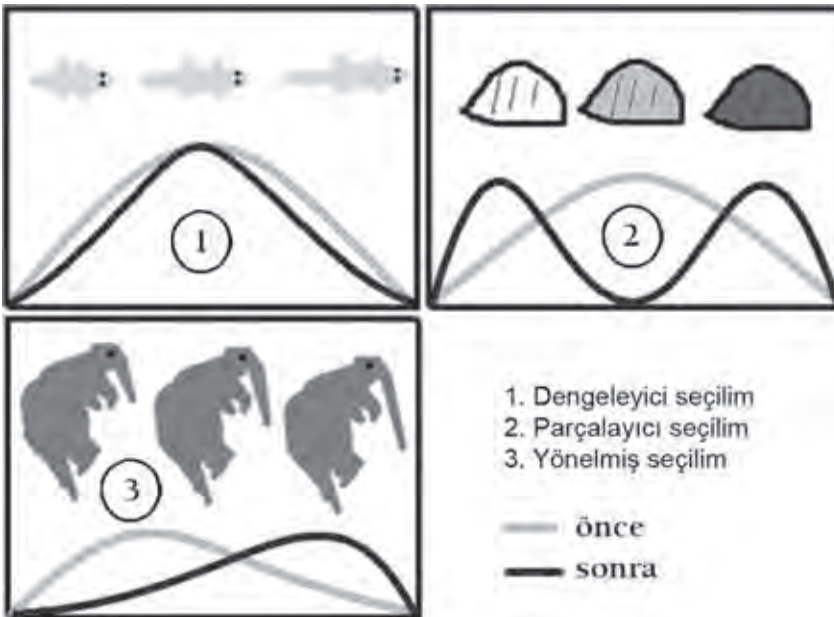 1
2
3
1. Dengeleyici seçilim
2. Parçalayıcı seçilim
3. Yönelmiş seçilim
önce
sonra